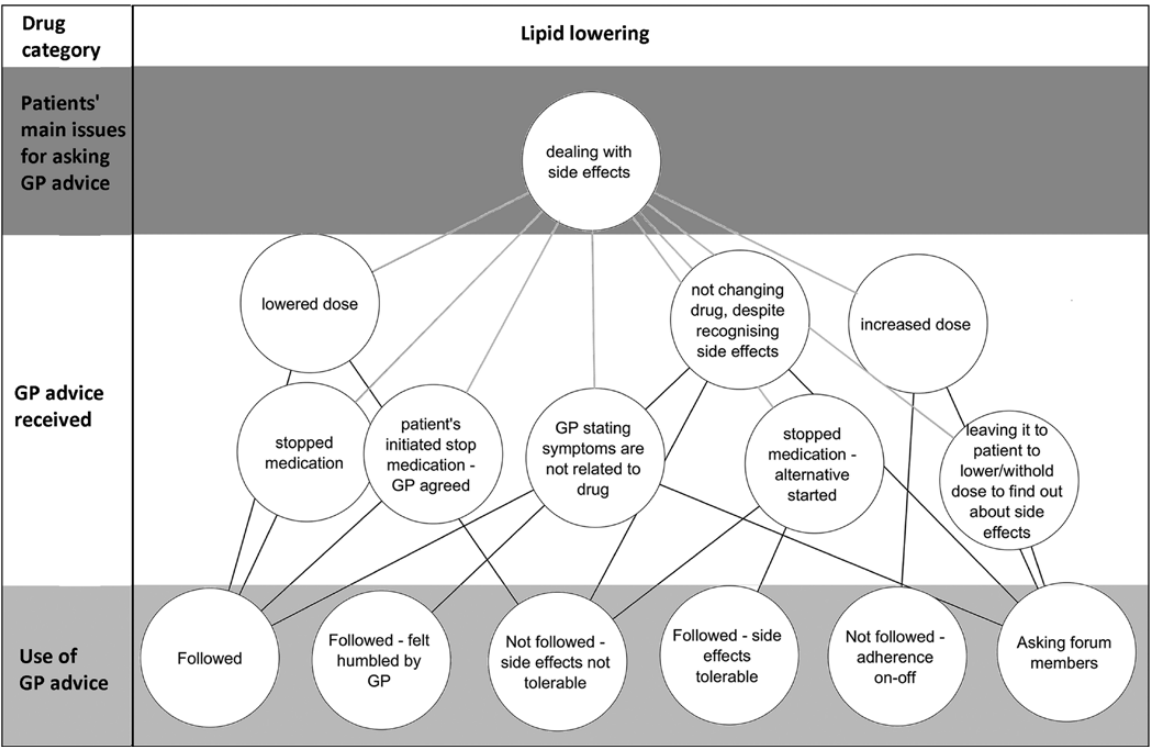 Drug
category
Lipid lowering
Patients'
main issues
for asking
GP advice
dealing with
side effects
GP advice
received
lowered dose
not changing
drug, despite
recognising
side effects
increased dose
stopped
medication
patient's
initiated stop
medication -
GP agreed
GP stating
symptoms are
not related to
drug
stopped
medication -
alternative
started
leaving it to
patient to
lower/withold
dose to find out
about side
effects
Use of
GP advice
Followed
Followed - felt
humbled by
GP
Not followed -
side effects not
tolerable
Followed - side
effects
tolerable
Not followed -
adherence
on-off
Asking forum
members